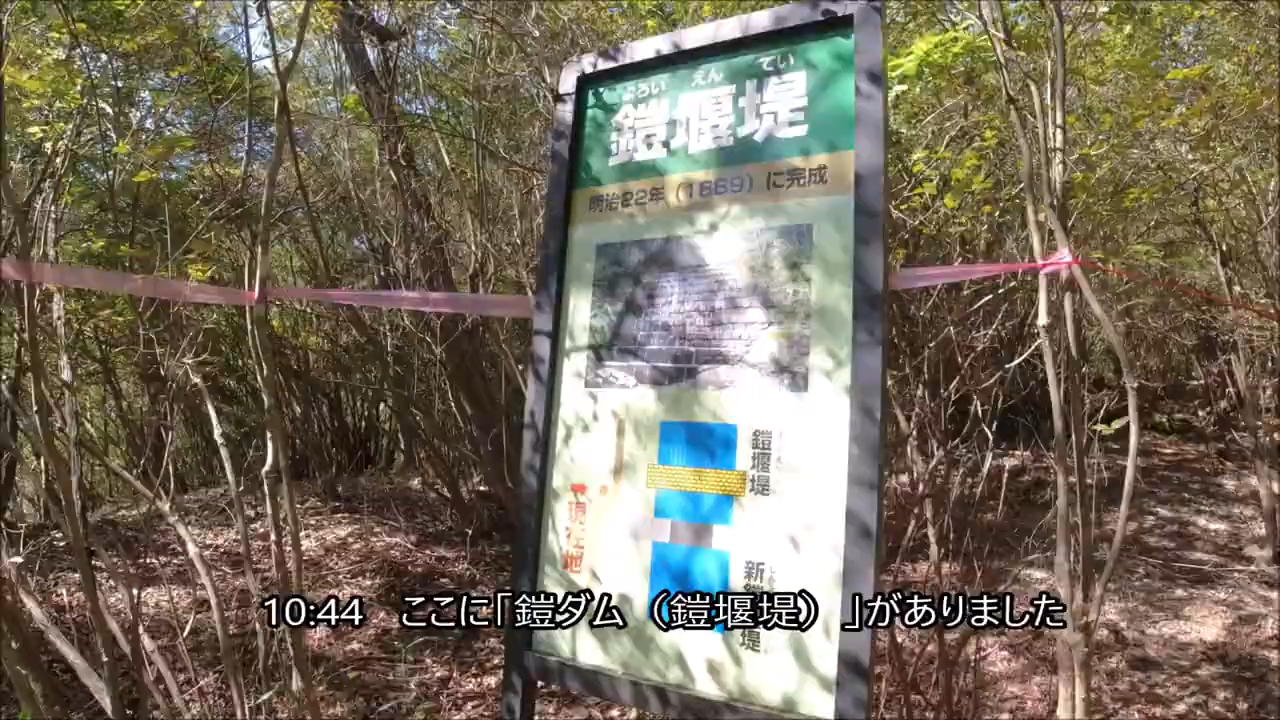 よろい えん てい
鎧堰堤
明治22年（1889）に完成
鎧堰堤
現在地
新鎧
堤
10:44 ここに「鎧ダム（鎧堰堤）」がありました